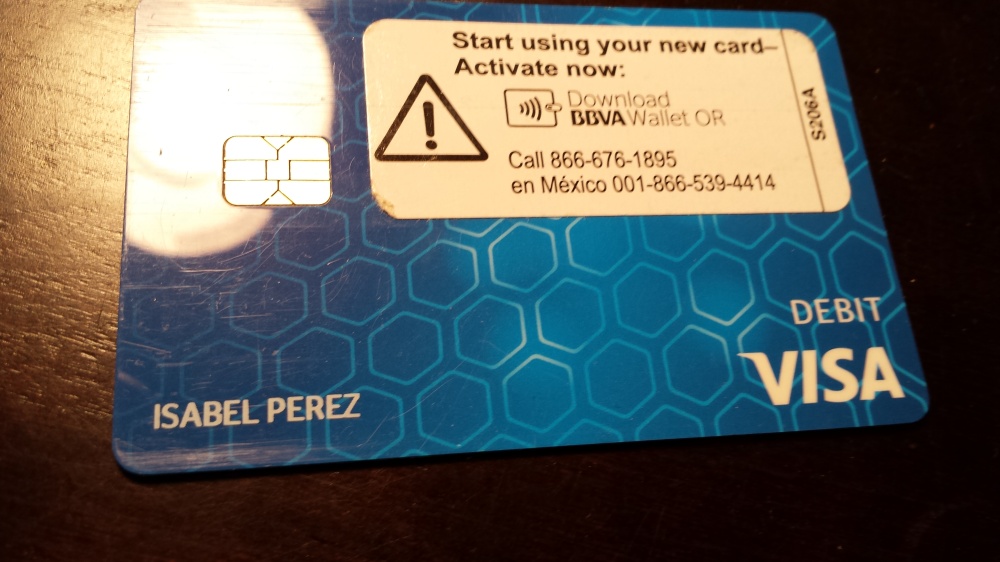 Start using your new card–
Activate now:
Download
BBVA Wallet OR
Call 866-676-1895
en México 001-866-539-4414
S206A
DEBIT
VISA
ISABEL PEREZ